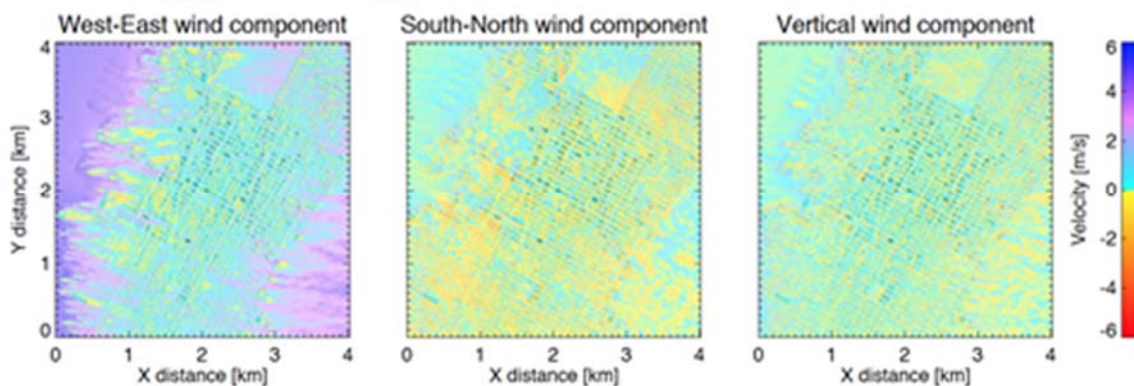 West-East wind component
South-North wind component
Vertical wind component
4
3
2
1
0
Y distance [km]
0 1 2 3 4
X distance [km]
0 1 2 3 4
X distance [km]
0 1 2 3 4
X distance [km]
6
4
2
0
-2
-4
-6
Velocity [m/s]